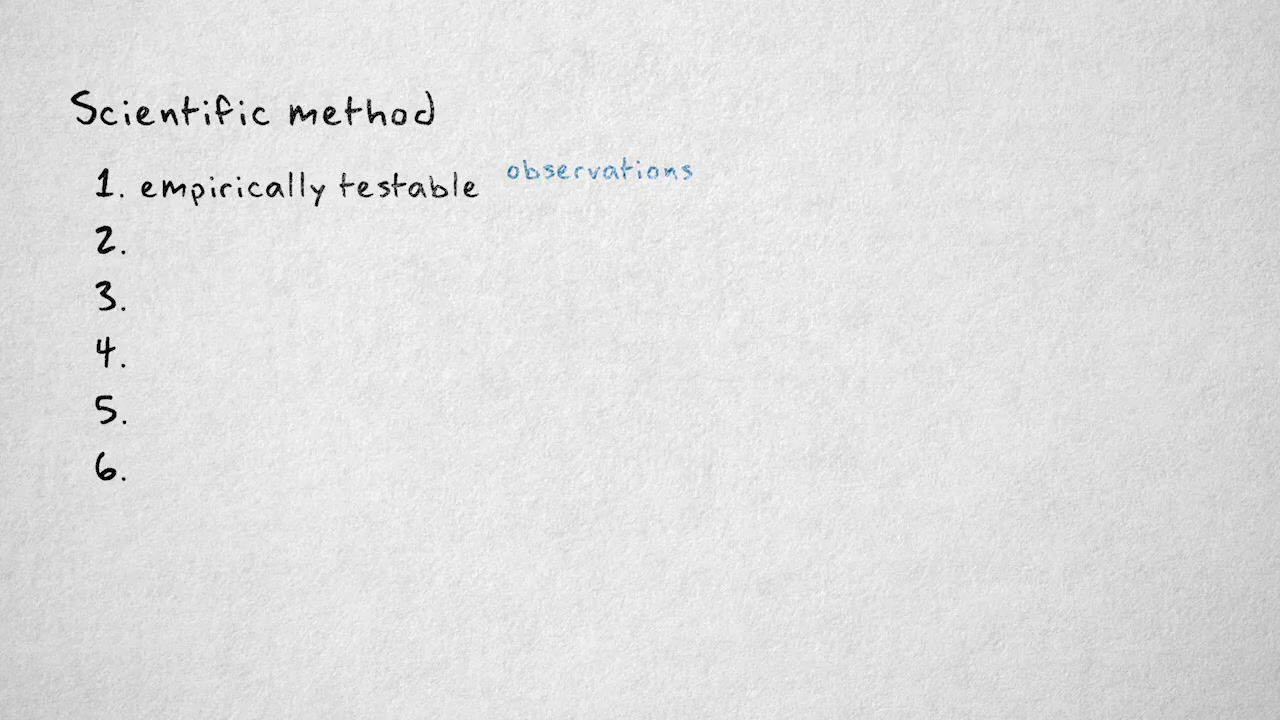 Scientific method
1. empirically testable observations
2.
3.
4.
5.
6.